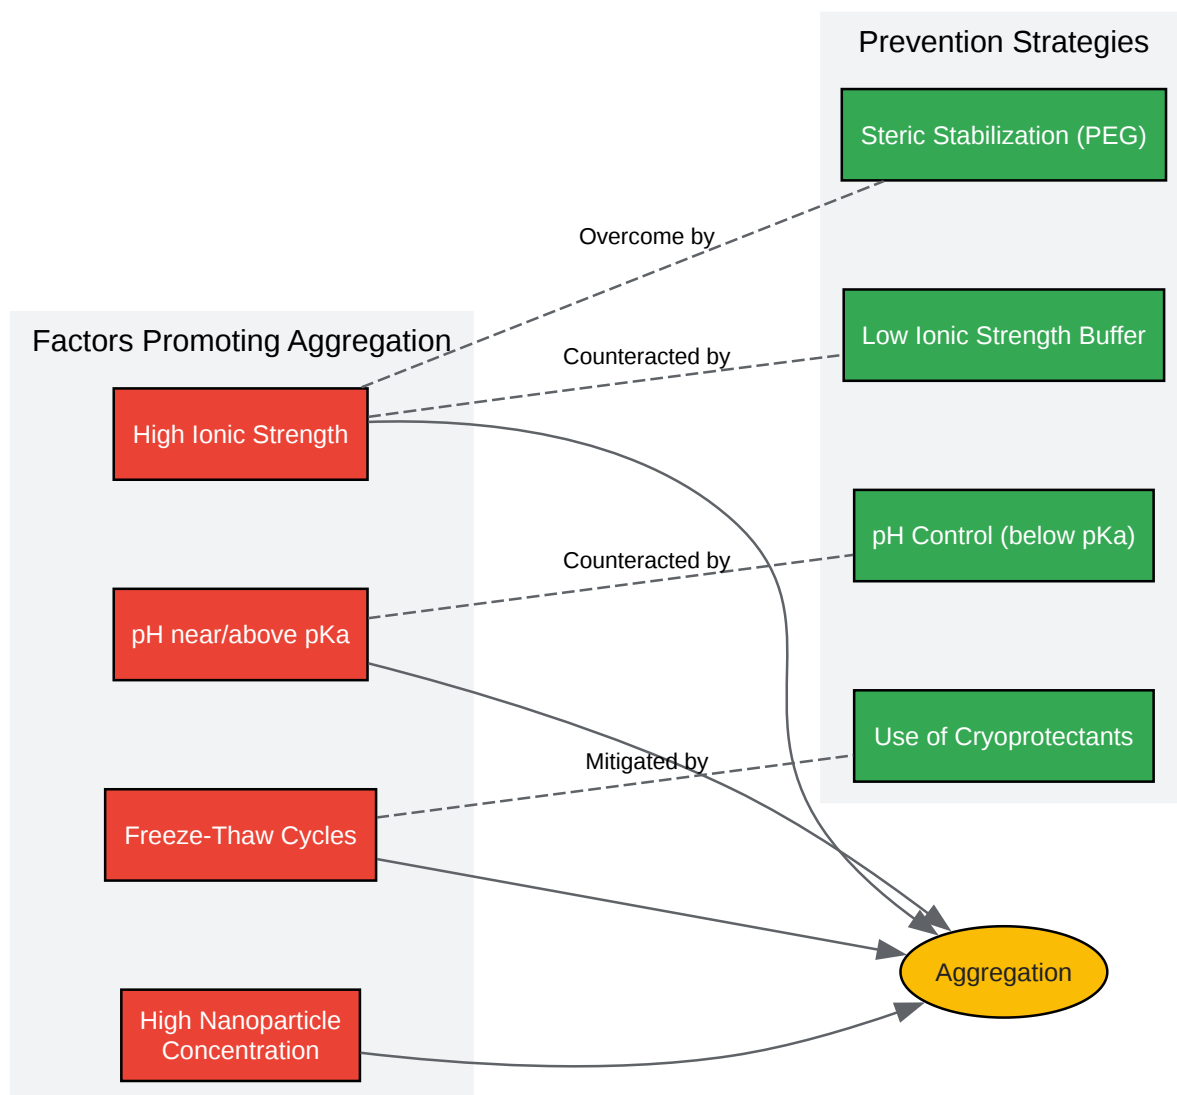 Prevention Strategies
Steric Stabilization (PEG)
Overcome by
Factors Promoting Aggregation
Low Ionic Strength Buffer
Counteracted by
High Ionic Strength
pH Control (below pKa)
Counteracted by
pH near/above pKa
Use of Cryoprotectants
Mitigated by
Freeze-Thaw Cycles
Aggregation
High Nanoparticle
Concentration